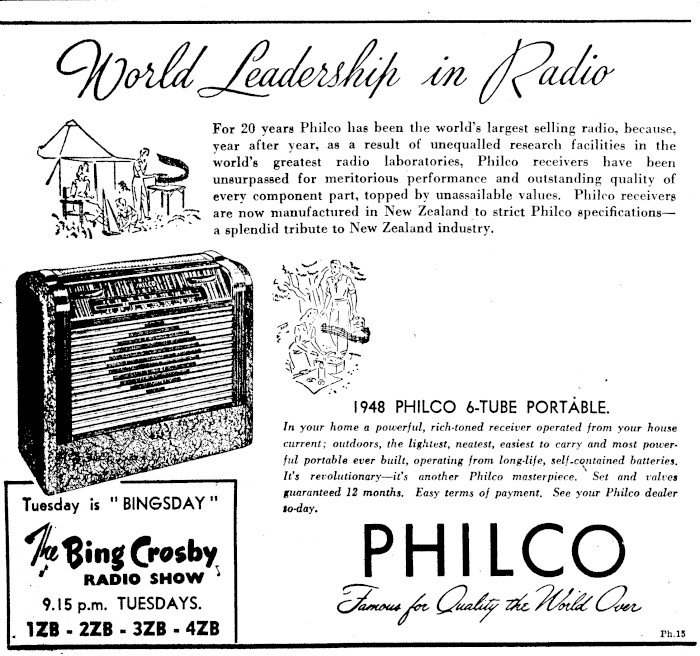 World Leadership in Radio
For 20 years Philco has been the world's largest selling radio, because,
year after year, as a result of unequalled research facilities in the
world's greatest radio laboratories, Philco receivers have been
unsurpassed for meritorious performance and outstanding quality of
every component part, topped by unassailable values. Philco receivers
are now manufactured in New Zealand to strict Philco specifications—
a splendid tribute to New Zealand industry.
PHILCO
1948 PHILCO 6-TUBE PORTABLE.
In your home a powerful, rich-toned receiver operated from your house
current; outdoors, the lightest, neatest, easiest to carry and most power-
ful portable ever built, operating from long-life, self-contained batteries.
It's revolutionary—it's another Philco masterpiece. Set and valves
guaranteed 12 months. Easy terms of payment. See your Philco dealer
to-day.
Tuesday is "BINGSDAY"
The Bing Crosby
RADIO SHOW
9.15 p.m. TUESDAYS.
1ZB - 2ZB - 3ZB - 4ZB
PHILCO
Famous for Quality the World Over
Ph.15